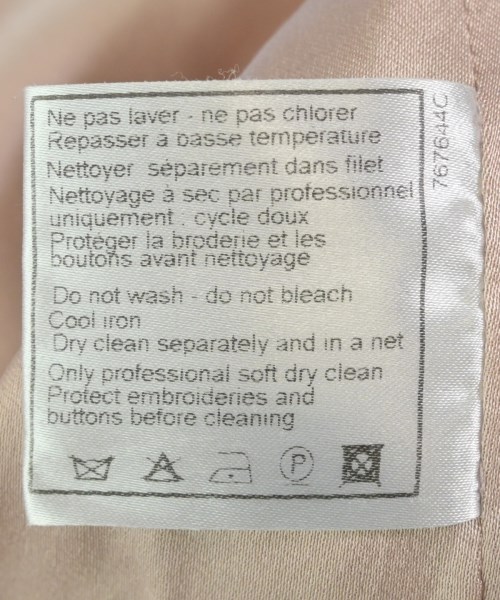 Ne pas laver - ne pas chlorer
Repasser à basse température
Nettoyer séparement dans filet
Nettoyage à sec par professionnel
uniquement : cycle doux
Protéger la broderie et les
boutons avant nettoyage
Do not wash - do not bleach
Cool iron
Dry clean separately and in a net
Only professional soft dry clean
Protect embroideries and
buttons before cleaning
P
767644C